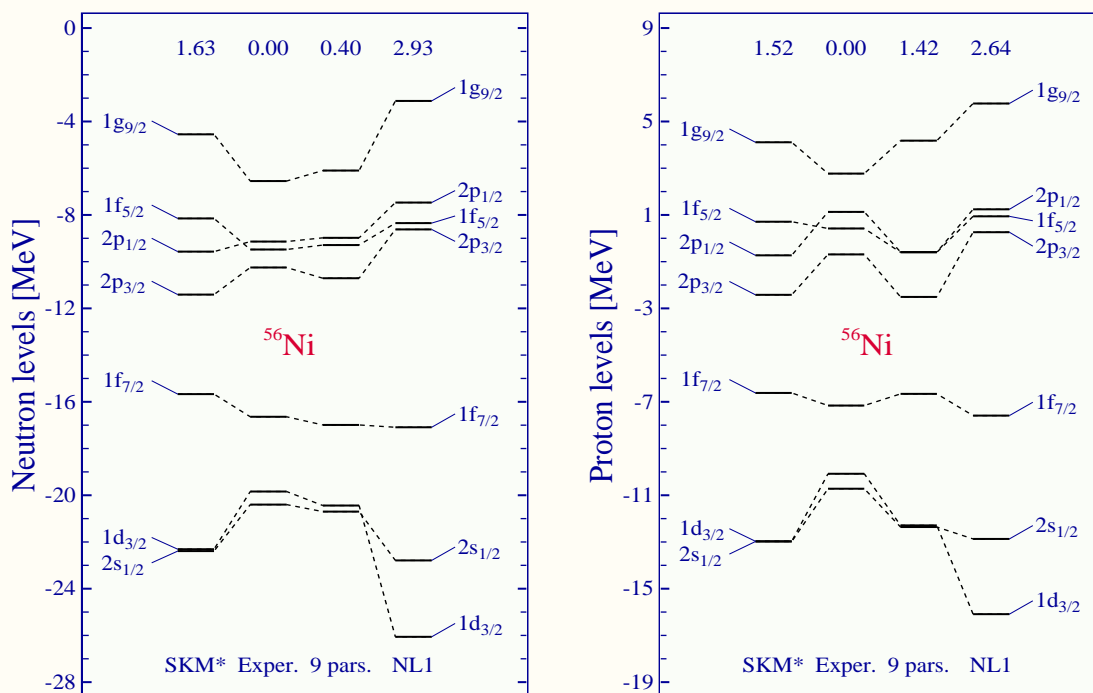 Neutron levels [MeV]
0
-4
-8
-12
-16
-20
-24
-28
1.63 0.00 0.40 2.93
1g9/2
1f5/2
2p1/2
2p3/2
1f7/2
1d3/2
2s1/2
1g9/2
2p1/2
1f5/2
2p3/2
1f7/2
2s1/2
1d3/2
56Ni
SKM* Exper. 9 pars. NL1
Proton levels [MeV]
9
5
1
-3
-7
-11
-15
-19
1.52 0.00 1.42 2.64
1g9/2
1f5/2
2p1/2
2p3/2
1f7/2
1d3/2
2s1/2
1g9/2
2p1/2
1f5/2
2p3/2
1f7/2
2s1/2
1d3/2
56Ni
SKM* Exper. 9 pars. NL1